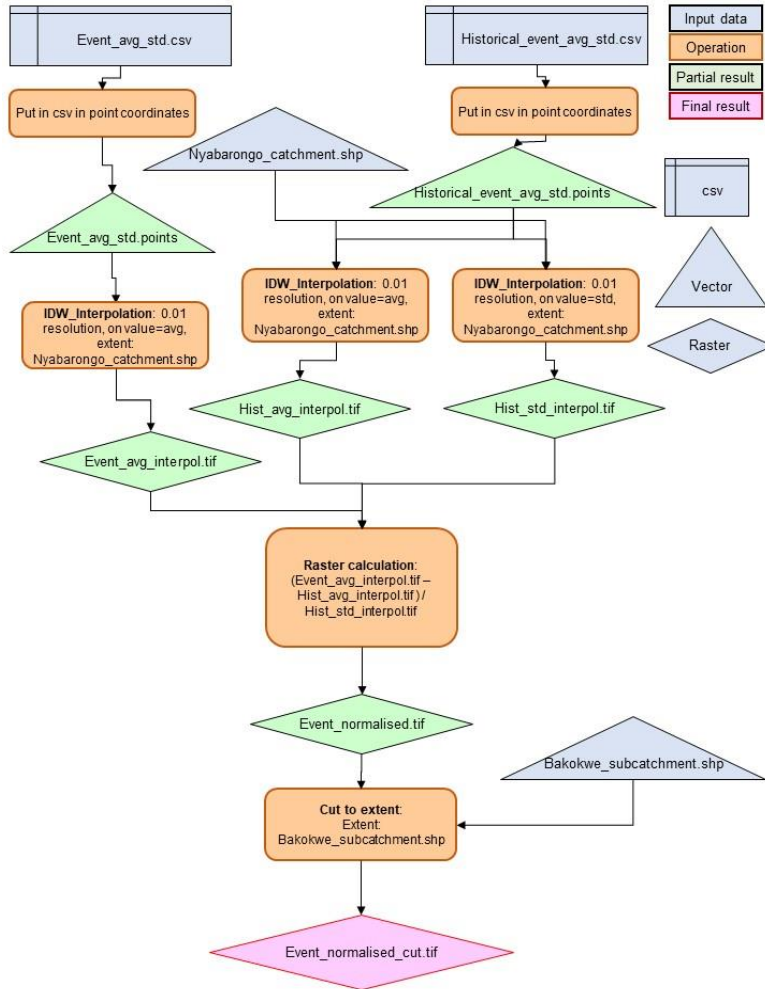 Event_avg_std.csv
Historical_event_avg_std.csv
Input data
Operation
Partial result
Final result
Put in csv in point coordinates
Put in csv in point coordinates
Nyabarongo_catchment.shp
Historical_event_avg_std.points
csv
Event_avg_std.points
Vector
Raster
IDW_Interpolation: 0.01
resolution, on value=avg,
extent:
Nyabarongo_catchment.shp
IDW_Interpolation: 0.01
resolution, on value=avg,
extent:
Nyabarongo_catchment.shp
IDW_Interpolation: 0.01
resolution, on value=std,
extent:
Nyabarongo_catchment.shp
Hist_avg_interpol.tif
Hist_std_interpol.tif
Event_avg_interpol.tif
Raster calculation:
(Event_avg_interpol.tif –
Hist_avg_interpol.tif ) /
Hist_std_interpol.tif
Event_normalised.tif
Bakokwe_subcatchment.shp
Cut to extent:
Extent:
Bakokwe_subcatchment.shp
Event_normalised_cut.tif